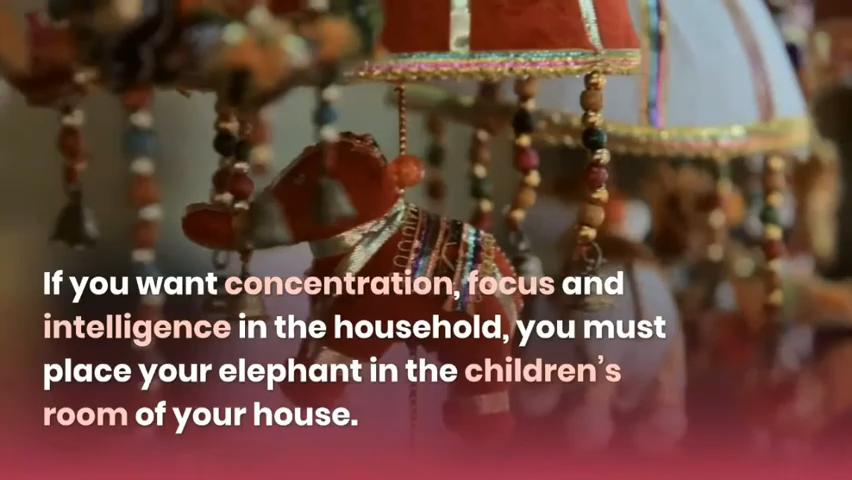 If you want concentration, focus and
intelligence in the household, you must
place your elephant in the children’s
room of your house.